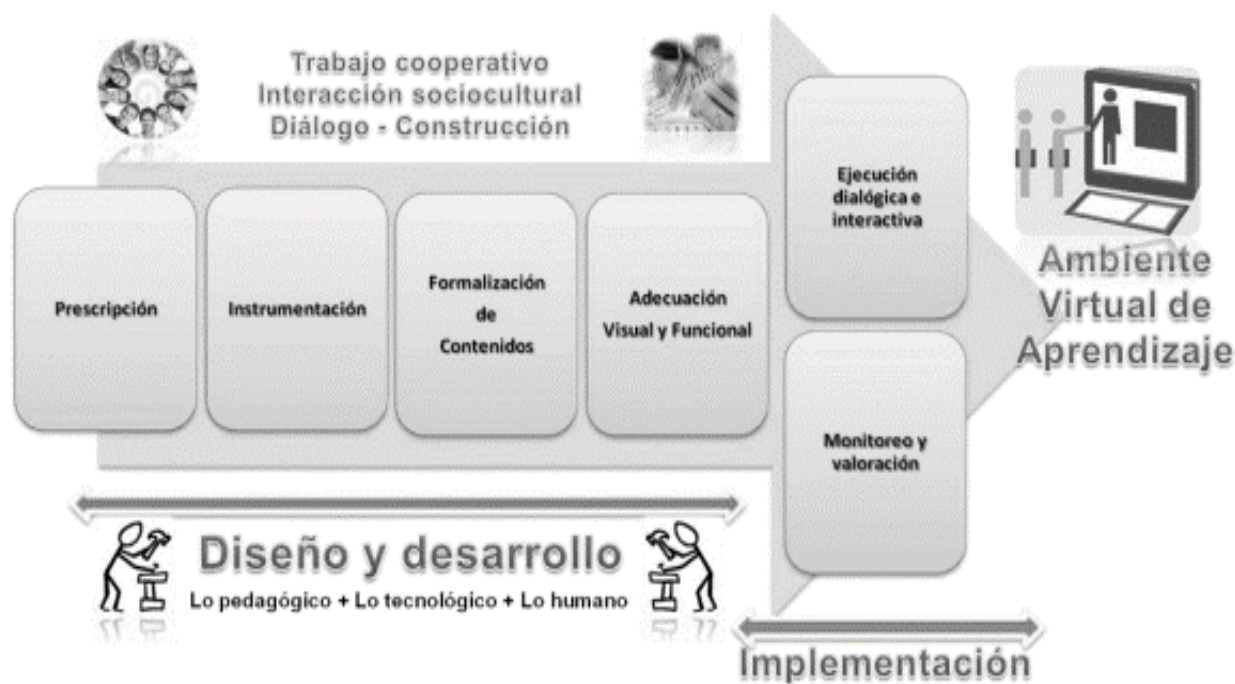 Trabajo cooperativo
Interacción sociocultural
Diálogo - Construcción
Prescripción
Instrumentación
Formalización
de
Contenidos
Adecuación
Visual y Funcional
Ejecución
dialógica e
interactiva
Monitoreo y
valoración
Ambiente
Virtual de
Aprendizaje
Diseño y desarrollo
Lo pedagógico + Lo tecnológico + Lo humano
Implementación